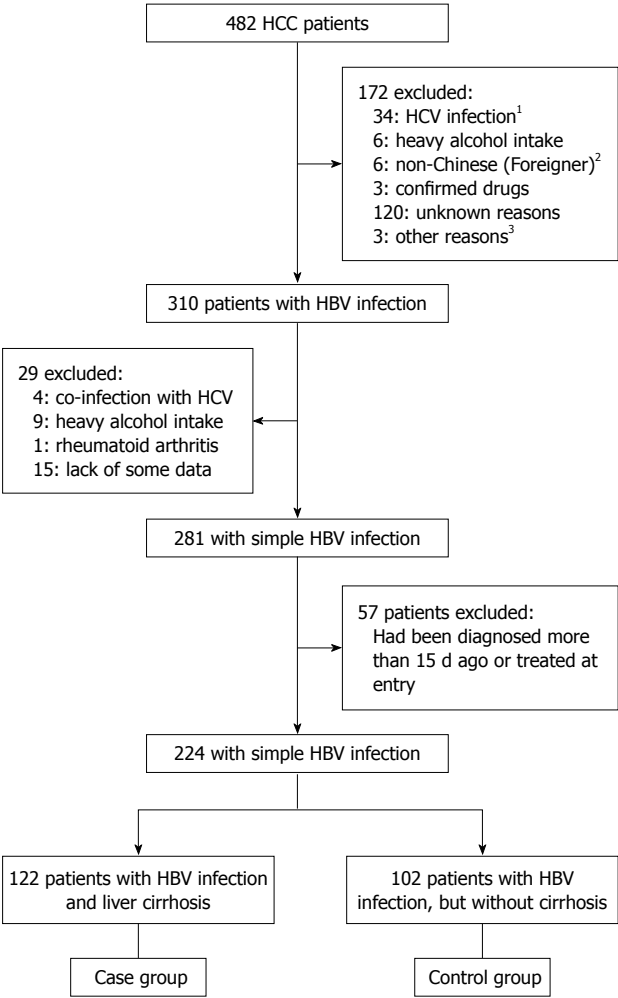 482 HCC patients
172 excluded:
34: HCV infection¹
6: heavy alcohol intake
6: non-Chinese (Foreigner)²
3: confirmed drugs
120: unknown reasons
3: other reasons³
310 patients with HBV infection
29 excluded:
4: co-infection with HCV
9: heavy alcohol intake
1: rheumatoid arthritis
15: lack of some data
281 with simple HBV infection
57 patients excluded:
Had been diagnosed more
than 15 d ago or treated at
entry
224 with simple HBV infection
122 patients with HBV infection
and liver cirrhosis
102 patients with HBV
infection, but without cirrhosis
Case group
Control group